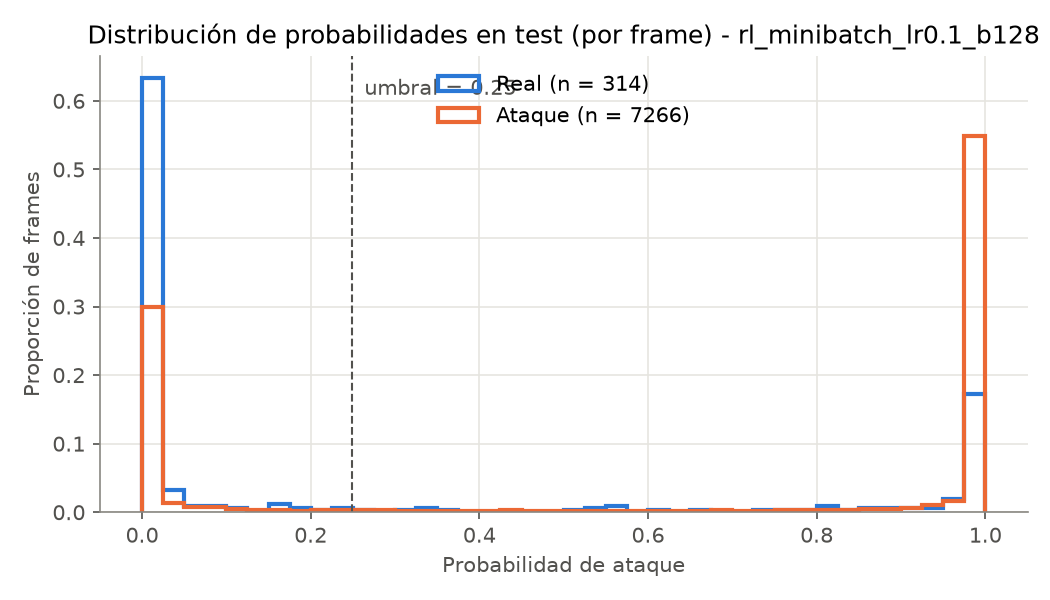 Distribución de probabilidades en test (por frame) - rl_minibatch_lr0.1_b128
umbral = 0.25
Real (n = 314)
Ataque (n = 7266)
Proporción de frames
0.6
0.5
0.4
0.3
0.2
0.1
0.0
0.0 0.2 0.4 0.6 0.8 1.0
Probabilidad de ataque